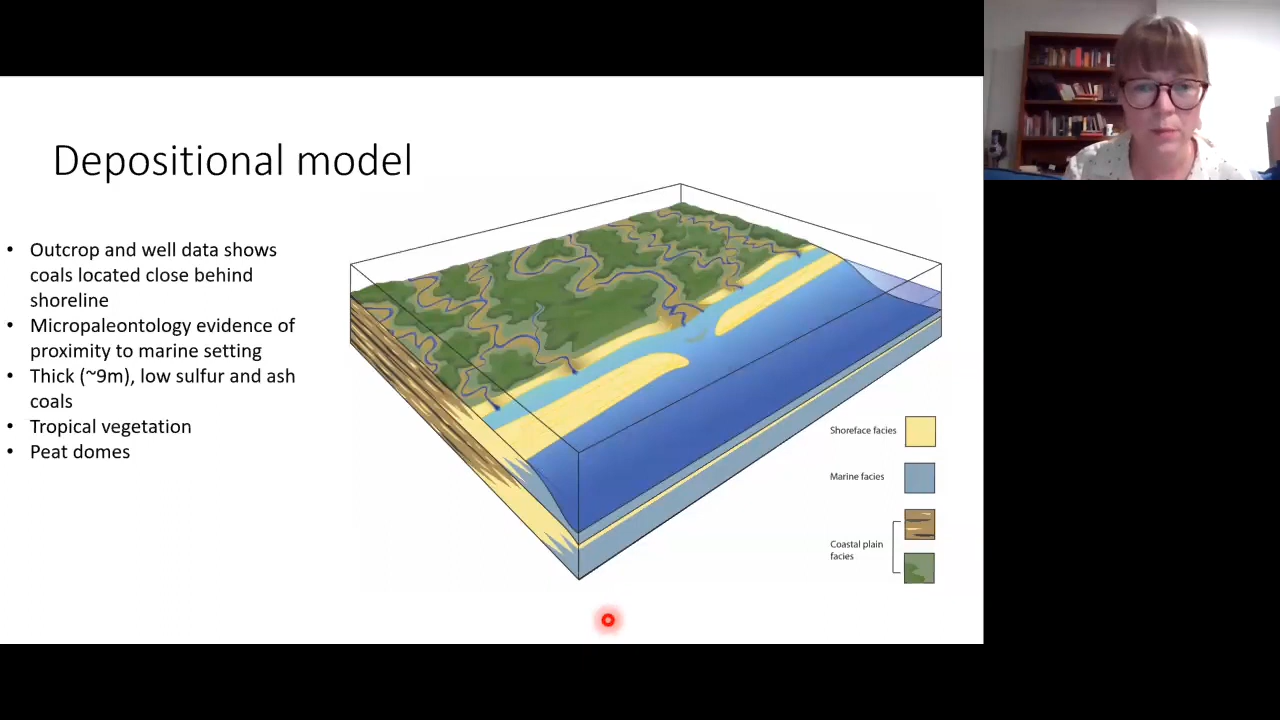 Depositional model
• Outcrop and well data shows
coals located close behind
shoreline
• Micropaleontology evidence of
proximity to marine setting
• Thick (~9m), low sulfur and ash
coals
• Tropical vegetation
• Peat domes
Shoreface facies
Marine facies
Coastal plain
facies